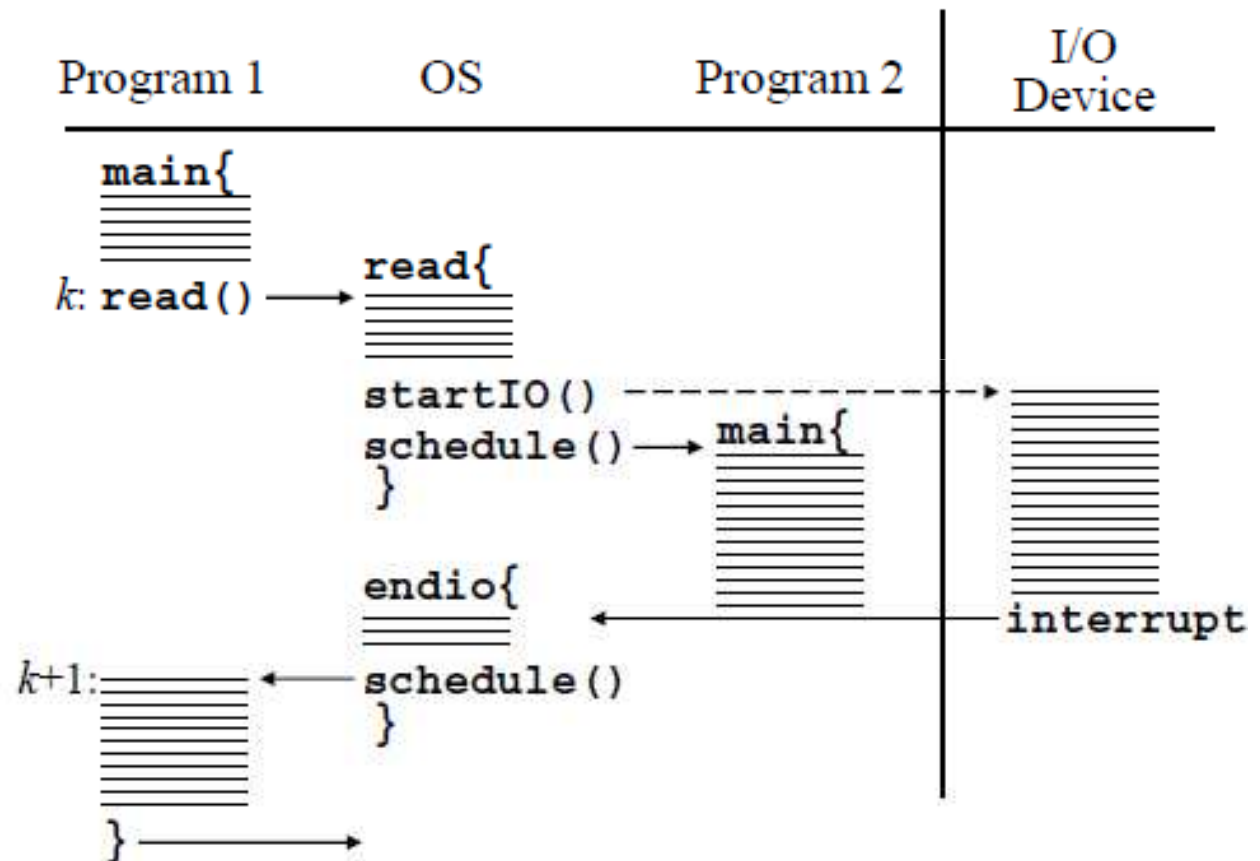 Program 1 OS Program 2 I/O
Device
main{
read{
k: read()
startIO()
main{
schedule()
}
endio{
interrupt
k+1: schedule()
}
}